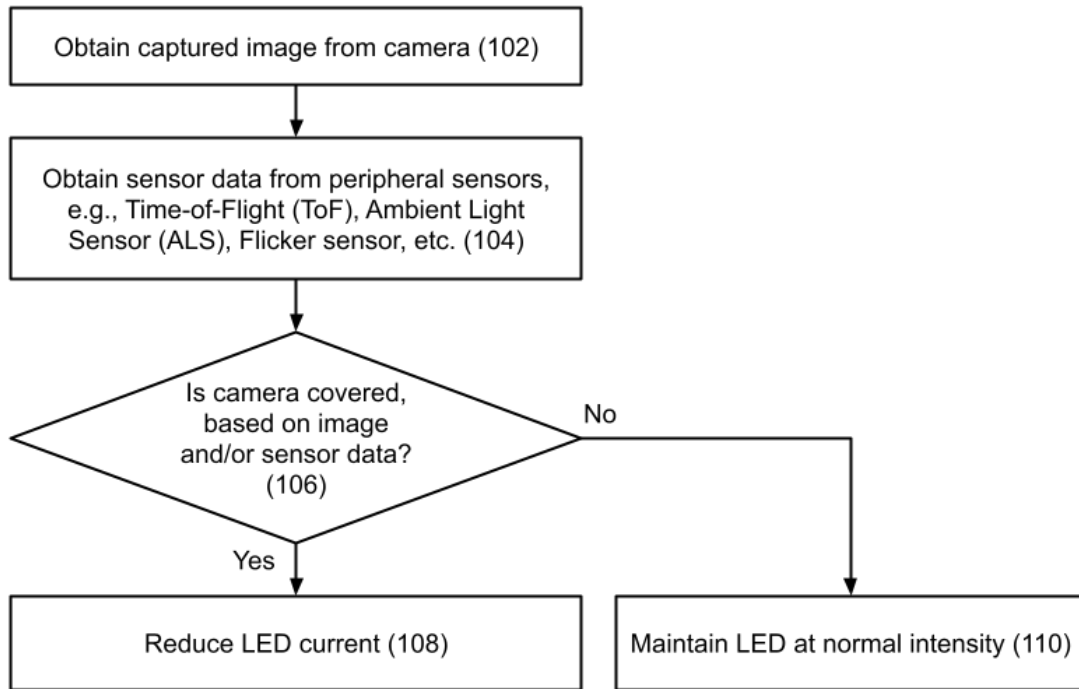 Obtain captured image from camera (102)
Obtain sensor data from peripheral sensors,
e.g., Time-of-Flight (ToF), Ambient Light
Sensor (ALS), Flicker sensor, etc. (104)
Is camera covered,
based on image
and/or sensor data?
(106)
No
Yes
Reduce LED current (108)
Maintain LED at normal intensity (110)